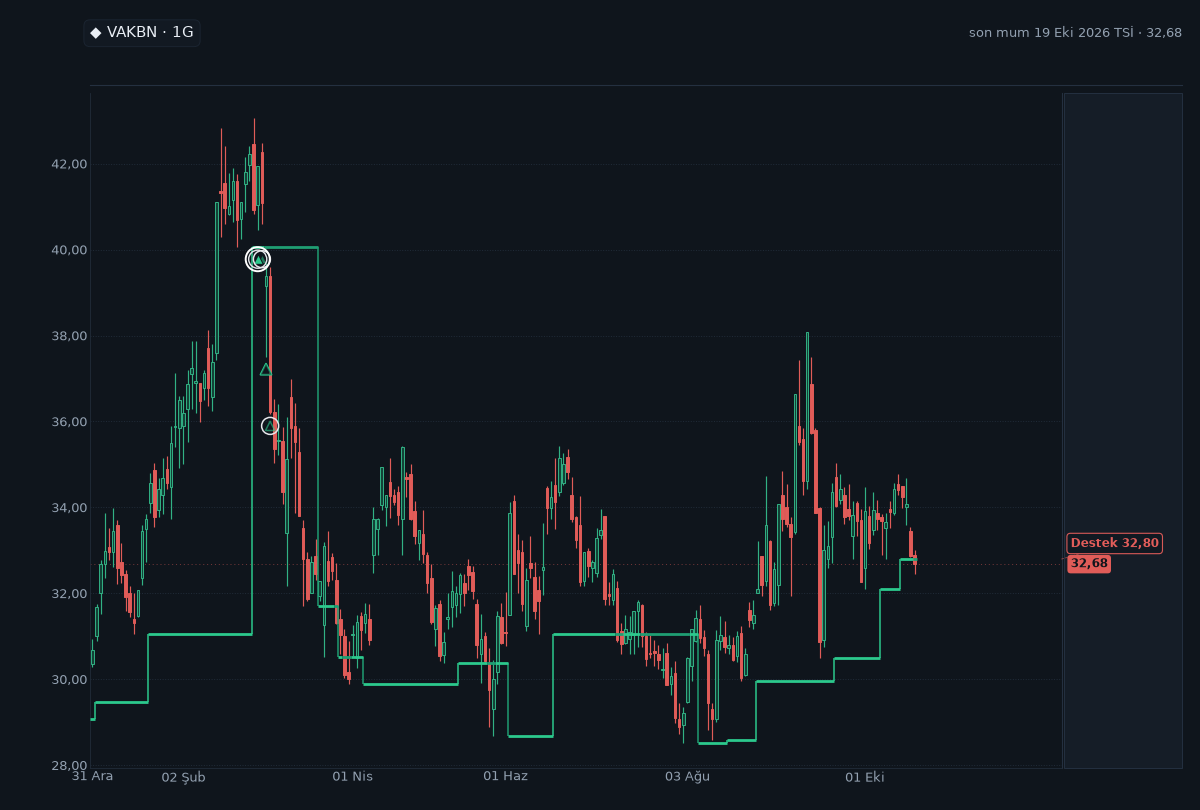 ◆ VAKBN · 1G
son mum 19 Eki 2026 TSİ · 32,68
42,00
40,00
38,00
36,00
34,00
Destek 32,80
32,68
32,00
30,00
28,00
31 Ara
02 Şub
01 Nis
01 Haz
03 Ağu
01 Eki